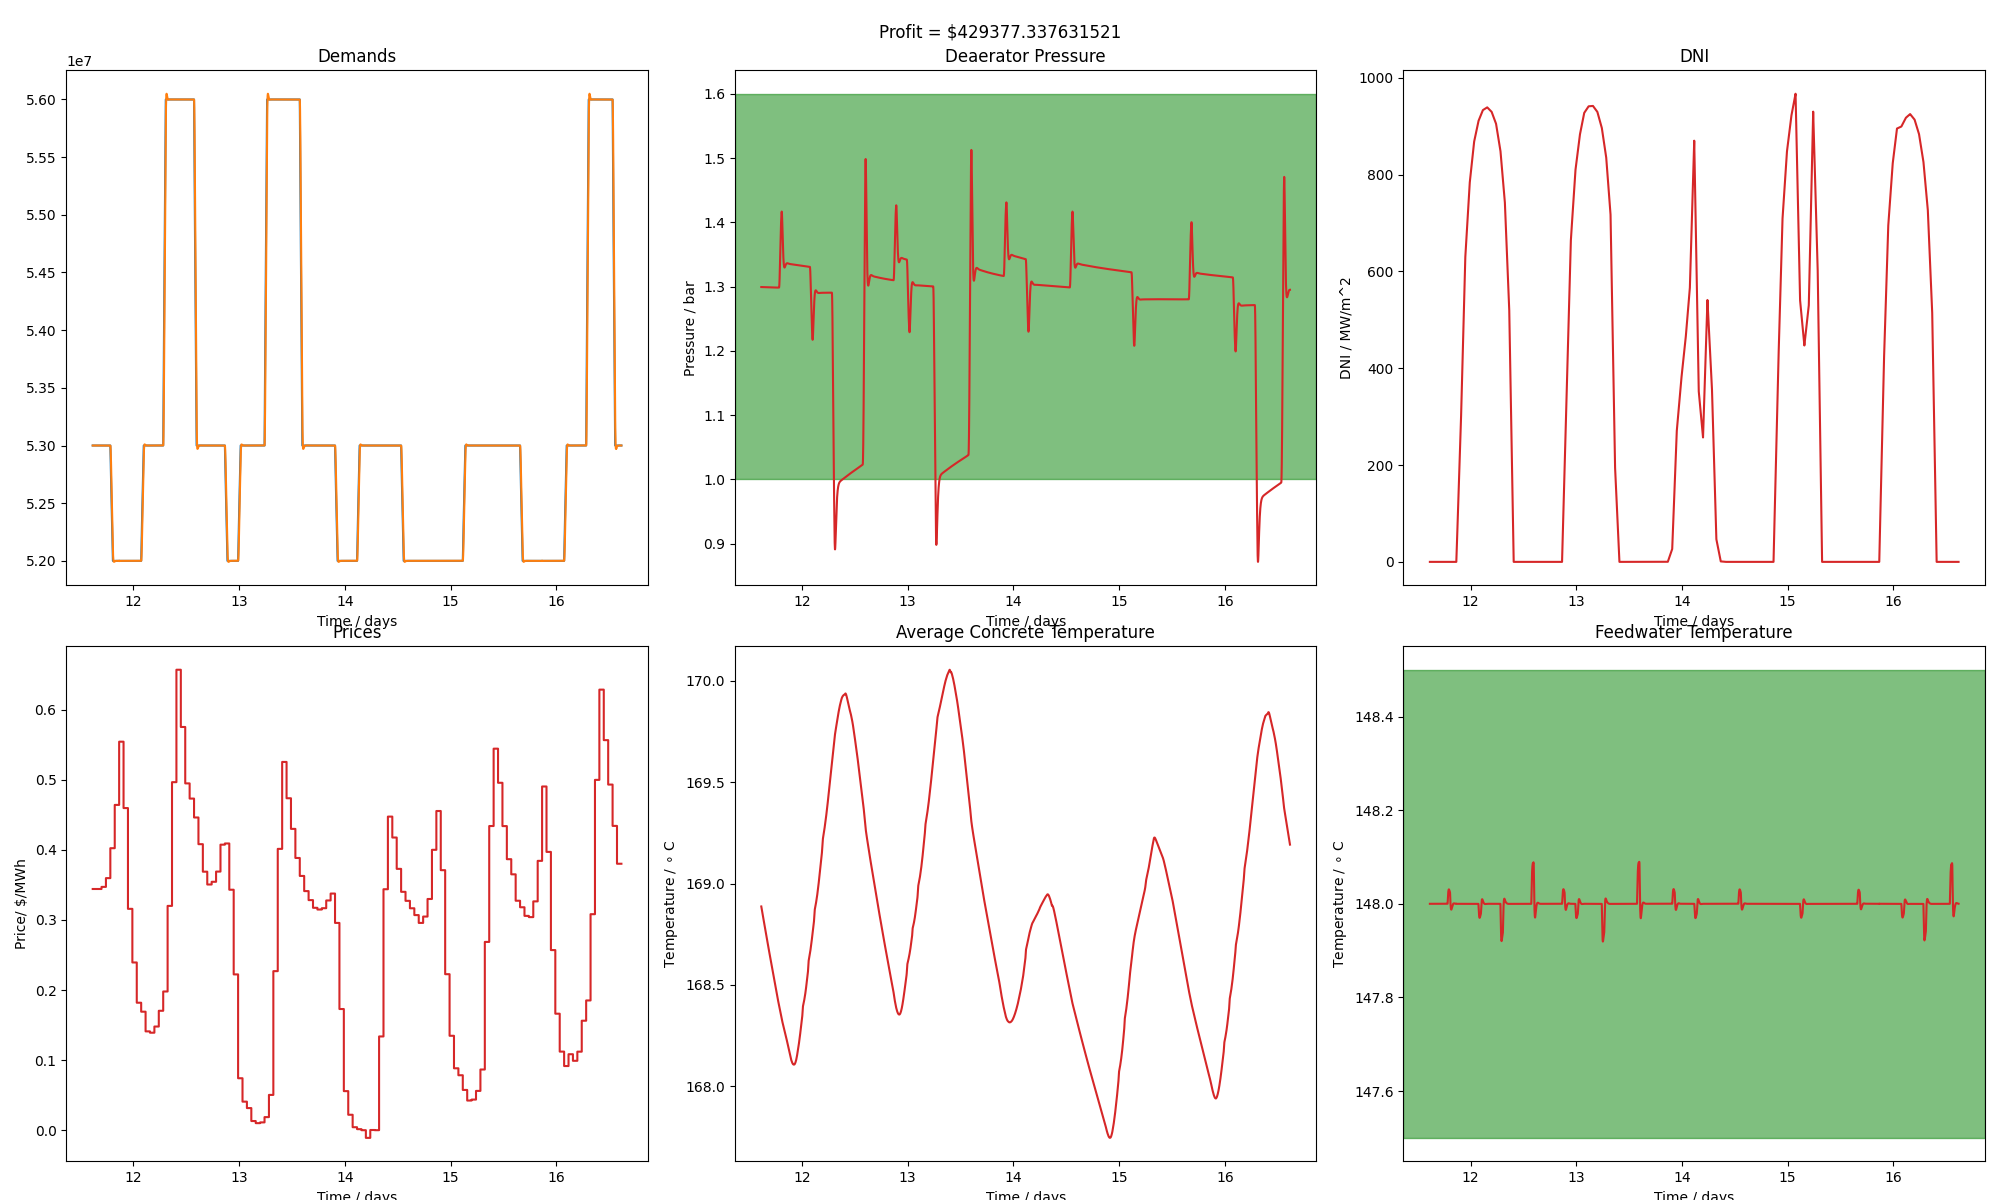 Profit = $429377.337631521
Demands
1e7
5.60
5.55
5.50
5.45
5.40
5.35
5.30
5.25
5.20
12 13 14 15 16
Time / days
Deaerator Pressure
Pressure / bar
1.6
1.5
1.4
1.3
1.2
1.1
1.0
0.9
12 13 14 15 16
Time / days
DNI
DNI / MW/m^2
1000
800
600
400
200
0
12 13 14 15 16
Time / days
Prices
Price/ $/MWh
0.6
0.5
0.4
0.3
0.2
0.1
0.0
12 13 14 15 16
Time / days
Average Concrete Temperature
Temperature / ∘ C
170.0
169.5
169.0
168.5
168.0
12 13 14 15 16
Time / days
Feedwater Temperature
Temperature / ∘ C
148.4
148.2
148.0
147.8
147.6
12 13 14 15 16
Time / days